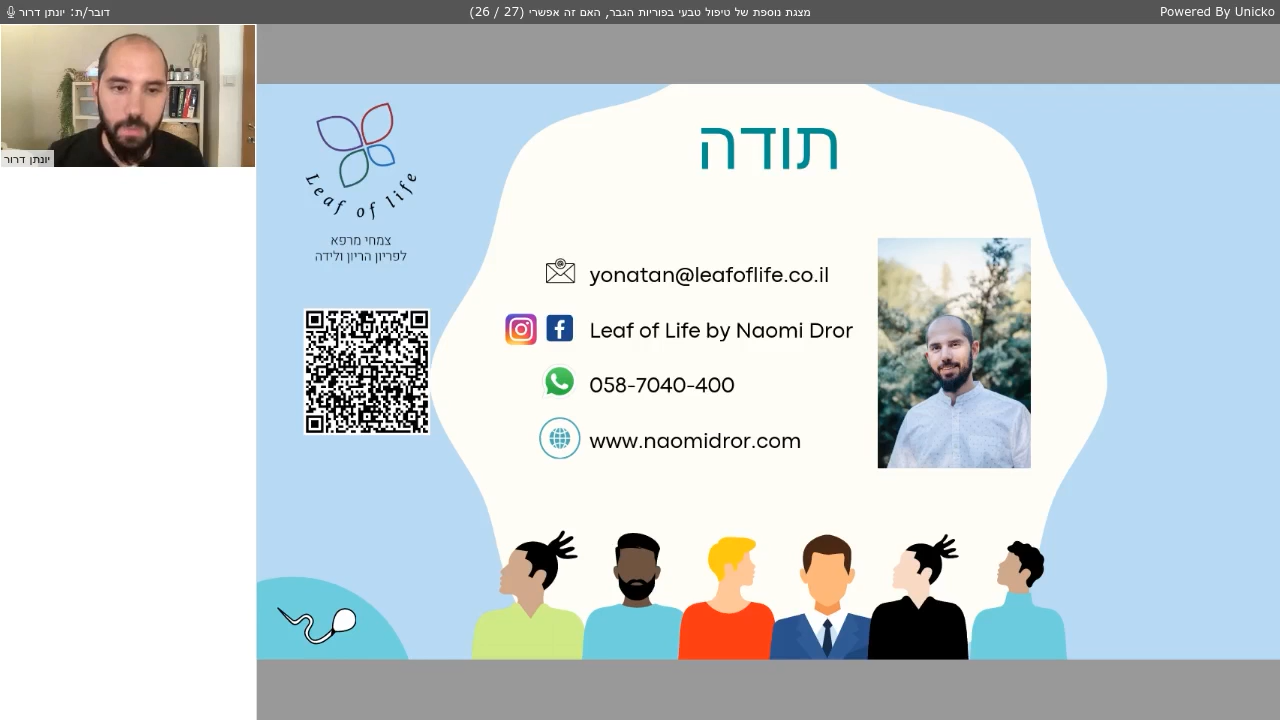 דובר/ת: יונתן דרור
מצגת נוספת של טיפול טבעי בפוריות הגבר, האם זה אפשרי (27 / 26)
Powered By Unicko
יונתן דרור
Leaf of life
צמחי מרפא
לפריון הריון ולידה
תודה
yonatan@leafoflife.co.il
Leaf of Life by Naomi Dror
058-7040-400
www.naomidror.com